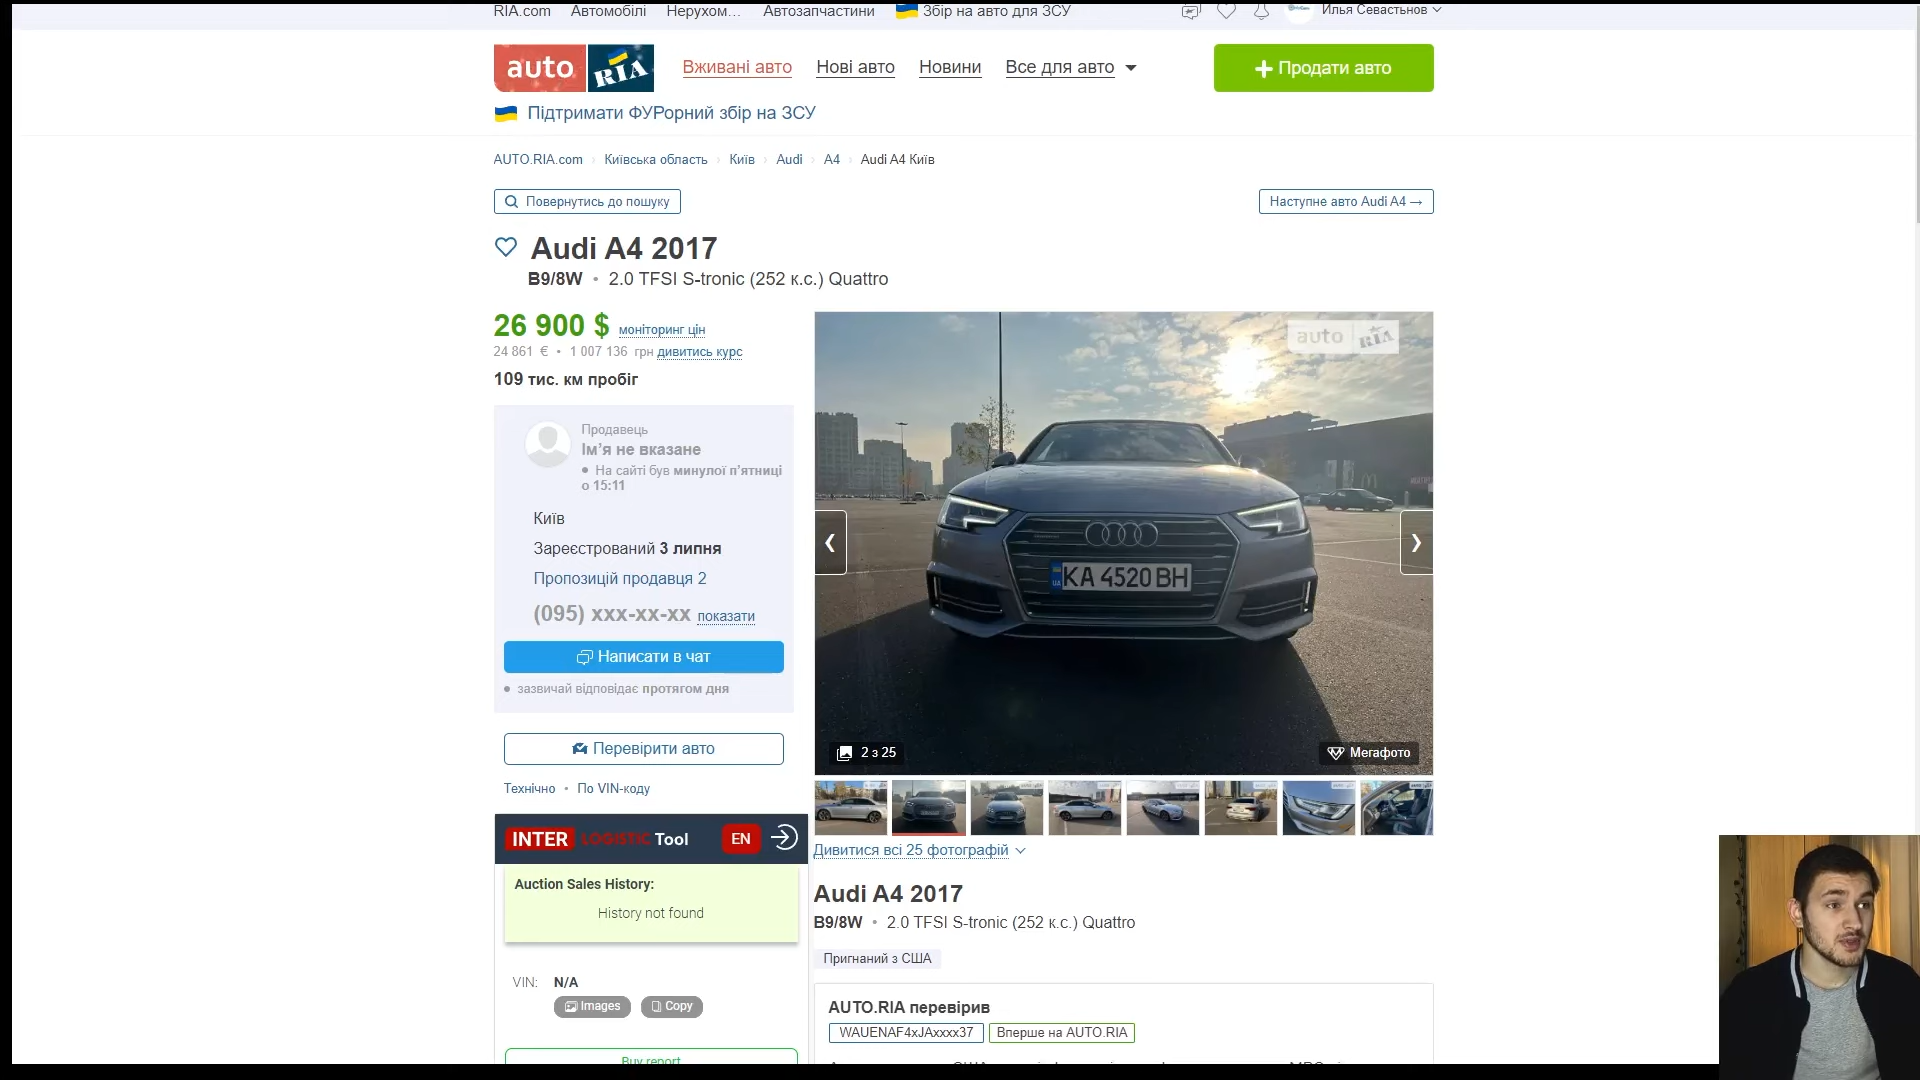 RIA.com Автомобілі Нерухом... Автозапчастини Збір на авто для ЗСУ Илья Севастьнов
auto RIA Вживані авто Нові авто Новини Все для авто Продати авто
Підтримати ФУРорний збір на ЗСУ
AUTO.RIA.com › Київська область › Київ › Audi › A4 › Audi A4 Київ
Повернутись до пошуку Наступне авто Audi A4 →
Audi A4 2017
B9/8W • 2.0 TFSI S-tronic (252 к.с.) Quattro
26 900 $ моніторинг цін
24 861 € • 1 007 136 грн дивитись курс
109 тис. км пробіг
Продавець
Ім’я не вказане
• На сайті був минулої п’ятниці
о 15:11
Київ
Зареєстрований 3 липня
Пропозицій продавця 2
(095) xxx-xx-xx показати
Написати в чат
• зазвичай відповідає протягом дня
Перевірити авто
Технічно • По VIN-коду
INTER LOGISTIC Tool EN
Auction Sales History:
History not found
VIN: N/A
Images Copy
Buy report
auto RIA
KA 4520 BH
UA
2 з 25 Мегафото
Дивитися всі 25 фотографій
Audi A4 2017
B9/8W • 2.0 TFSI S-tronic (252 к.с.) Quattro
Пригнаний з США
AUTO.RIA перевірив
WAUENAF4xJAxxxx37 Вперше на AUTO.RIA